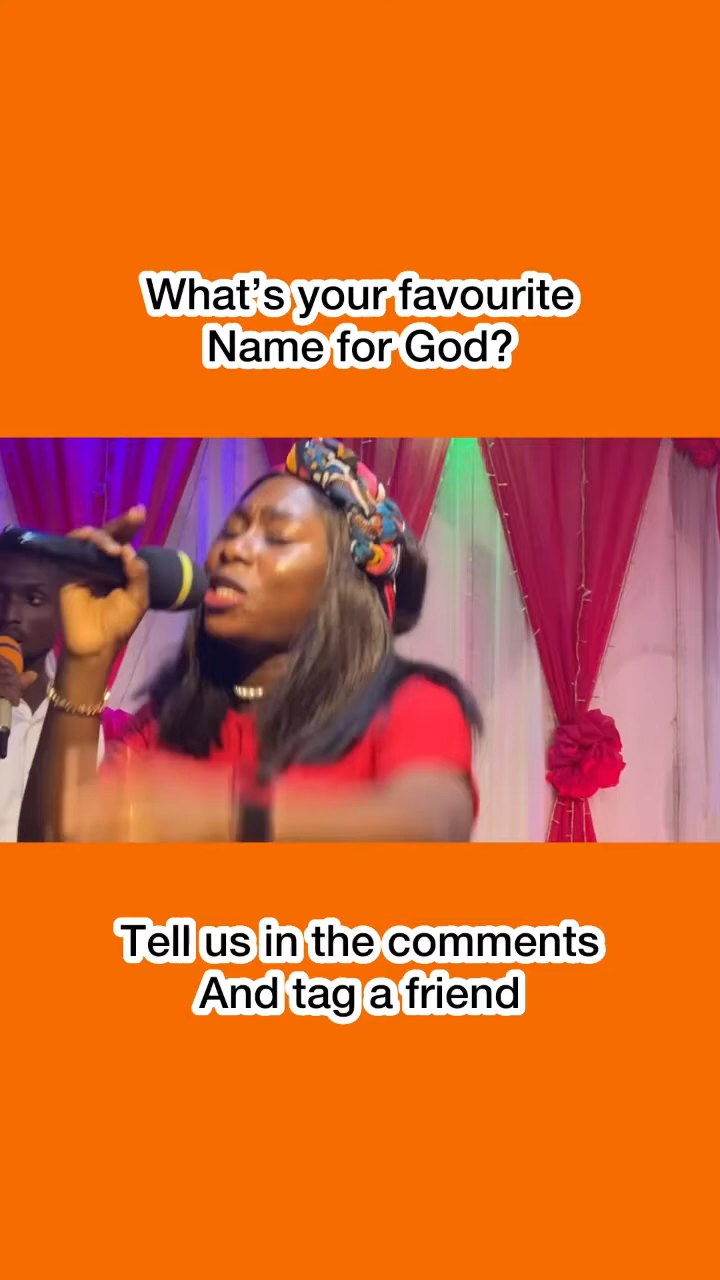 What’s your favourite
Name for God?
Tell us in the comments
And tag a friend